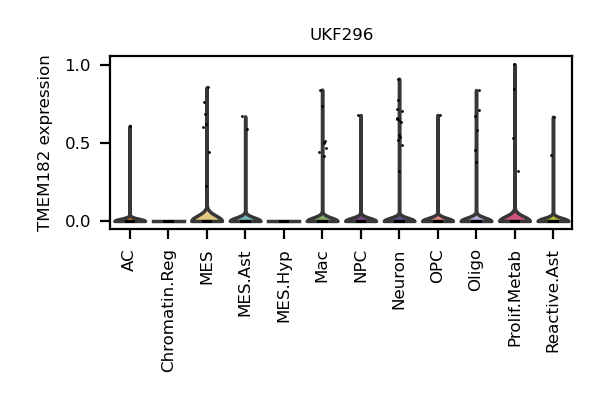 UKF296
TMEM182 expression
1.0
0.5
0.0
AC
Chromatin.Reg
MES
MES.Ast
MES.Hyp
Mac
NPC
Neuron
OPC
Oligo
Prolif.Metab
Reactive.Ast